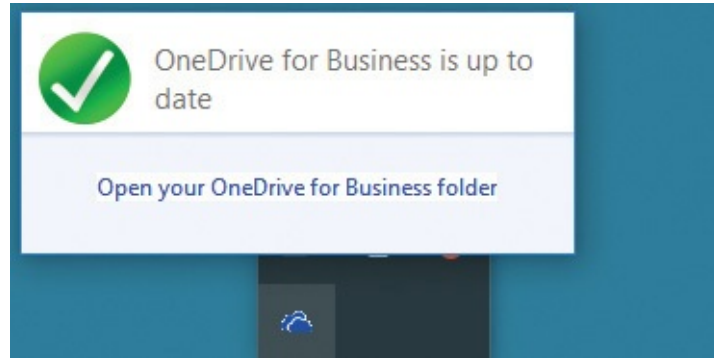 OneDrive for Business is up to
date
Open your OneDrive for Business folder